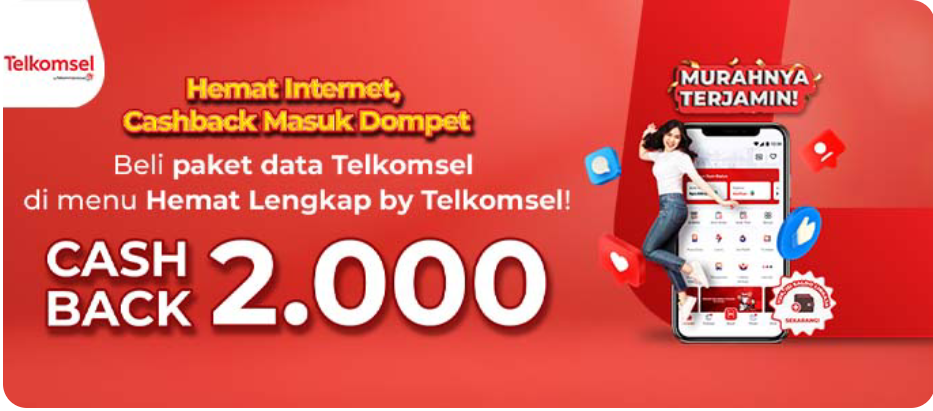 Telkomsel
Hemat Internet,
Cashback Masuk Dompet
Beli paket data Telkomsel
di menu Hemat Lengkap by Telkomsel!
CASH
BACK
2.000
MURAHNYA
TERJAMIN!
SEKARANG!